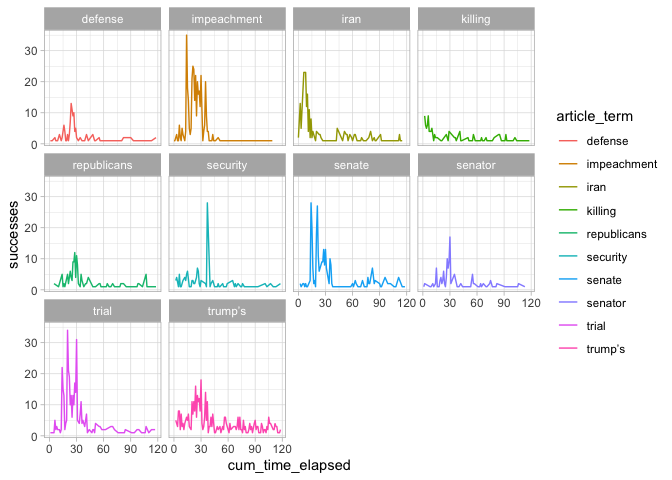 defense impeachment iran killing
30
20
10
0
republicans security senate senator
30
20
10
0
trial trump's
30
20
10
0
0 30 60 90 120 0 30 60 90 120 0 30 60 90 120 0 30 60 90 120
cum_time_elapsed
successes
article_term
defense
impeachment
iran
killing
republicans
security
senate
senator
trial
trump's